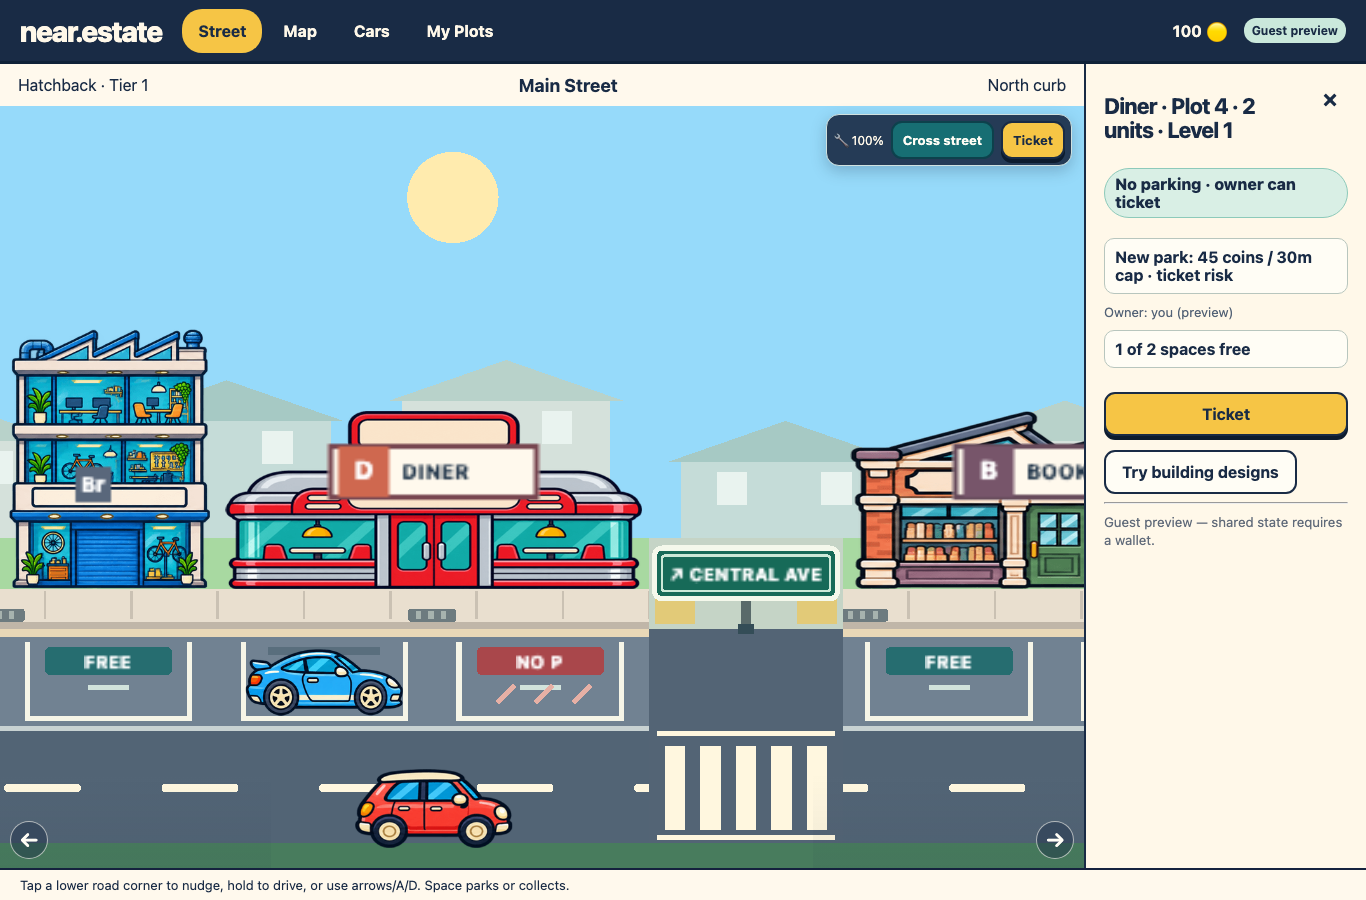 near.estate
Street
Map
Cars
My Plots
100
Guest preview
Hatchback · Tier 1
Main Street
North curb
100%
Cross street
Ticket
Diner · Plot 4 · 2
units · Level 1
No parking · owner can
ticket
New park: 45 coins / 30m
cap · ticket risk
Owner: you (preview)
1 of 2 spaces free
Ticket
Try building designs
Guest preview — shared state requires
a wallet.
Br
D DINER
B BOOK
↗ CENTRAL AVE
FREE
NO P
FREE
Tap a lower road corner to nudge, hold to drive, or use arrows/A/D. Space parks or collects.